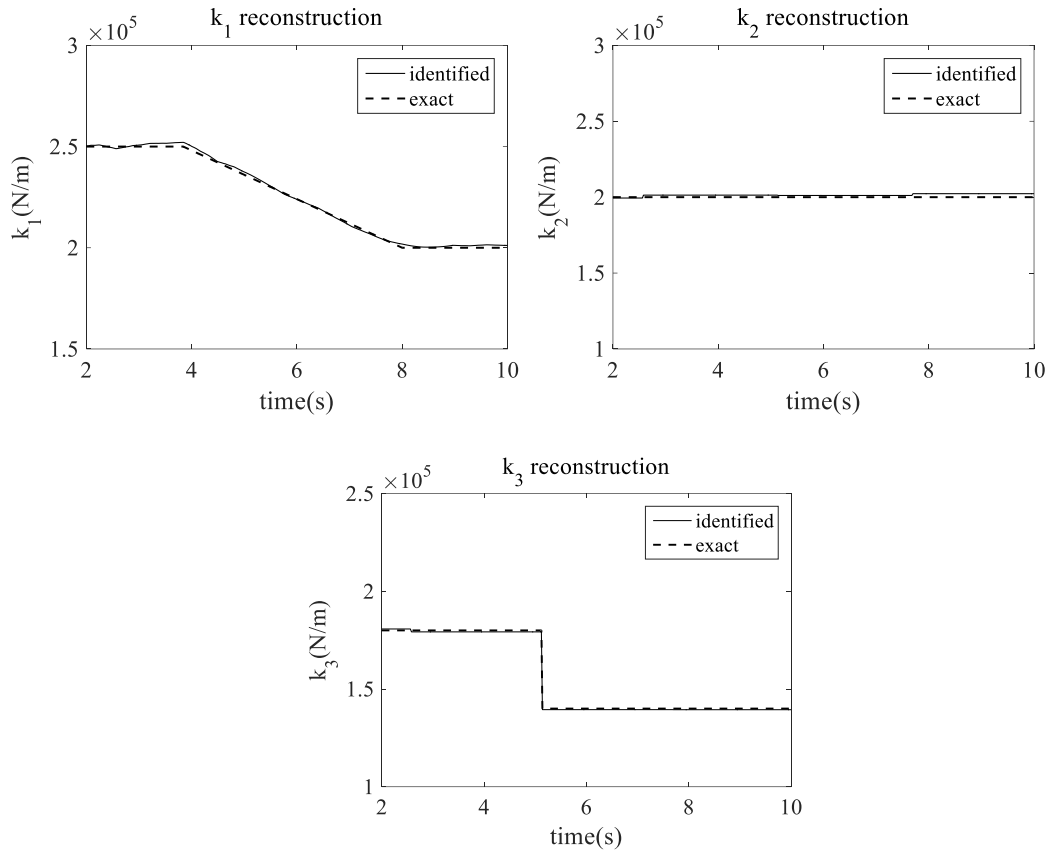 k1 reconstruction
×10^5
3
2.5
2
1.5
2 4 6 8 10
k1(N/m)
time(s)
identified
exact
k2 reconstruction
×10^5
3
2.5
2
1.5
1
2 4 6 8 10
k2(N/m)
time(s)
identified
exact
k3 reconstruction
×10^5
2.5
2
1.5
1
2 4 6 8 10
k3(N/m)
time(s)
identified
exact